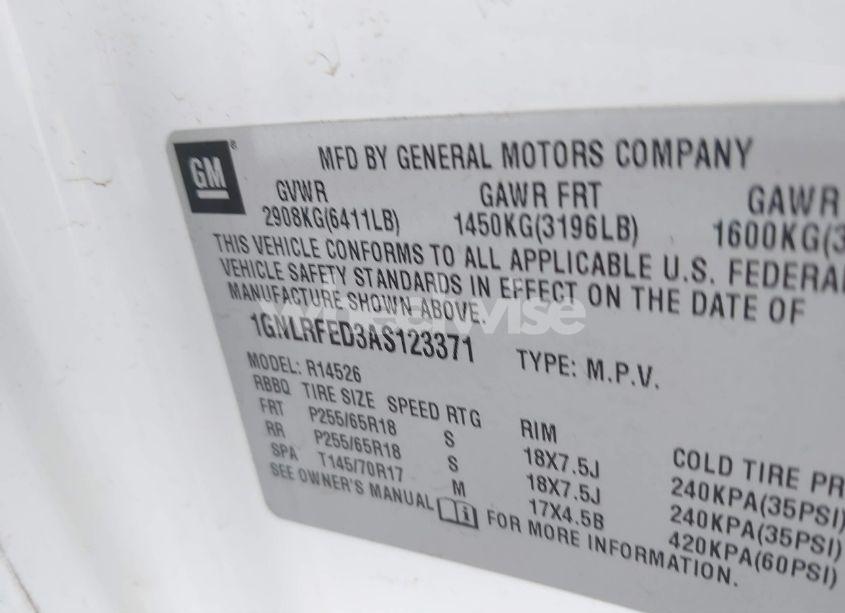 GM
MFD BY GENERAL MOTORS COMPANY
GVWR GAWR FRT GAWR
2908KG(6411LB) 1450KG(3196LB) 1600KG(3
THIS VEHICLE CONFORMS TO ALL APPLICABLE U.S. FEDERAL
VEHICLE SAFETY STANDARDS IN EFFECT ON THE DATE OF
MANUFACTURE SHOWN ABOVE.
wheelwise
1GNLRFED3AS123371 TYPE: M.P.V.
MODEL: R14526
RBBQ TIRE SIZE SPEED RTG RIM COLD TIRE PR
FRT P255/65R18 S 18X7.5J 240KPA(35PSI)
RR P255/65R18 S 18X7.5J 240KPA(35PSI)
SPA T145/70R17 M 17X4.5B 420KPA(60PSI)
SEE OWNER'S MANUAL FOR MORE INFORMATION.